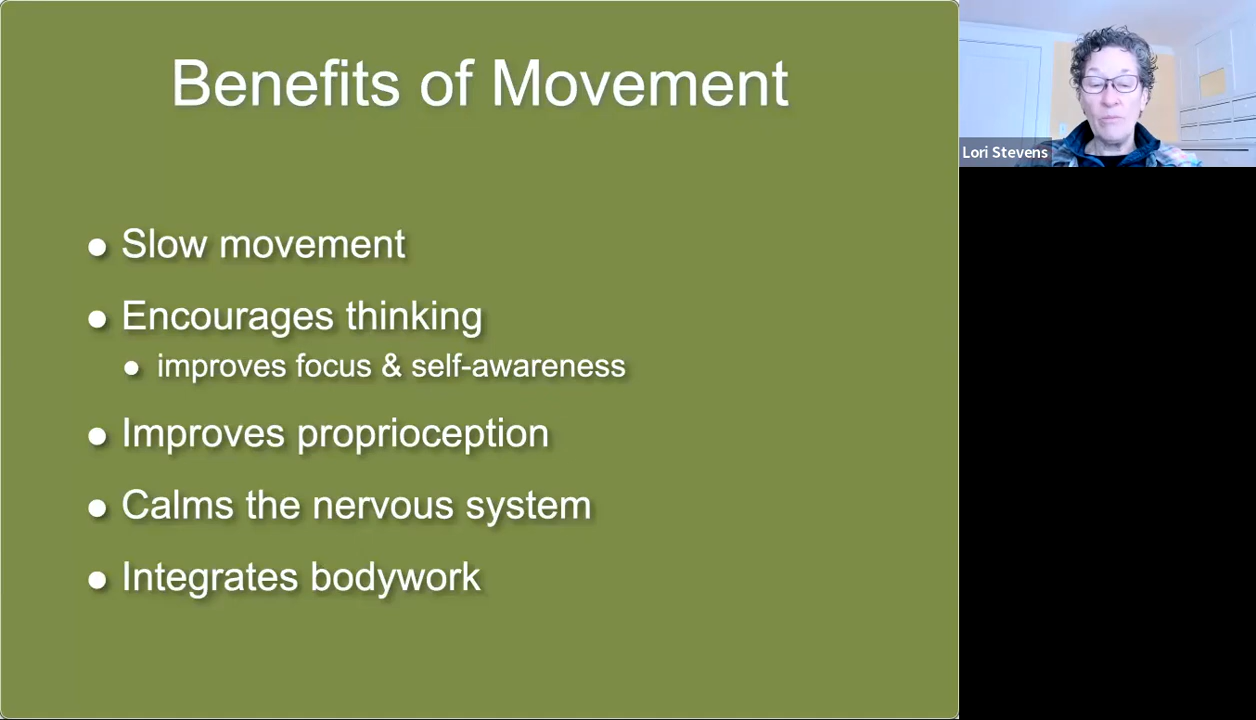 Benefits of Movement
Lori Stevens
• Slow movement
• Encourages thinking
• improves focus & self-awareness
• Improves proprioception
• Calms the nervous system
• Integrates bodywork